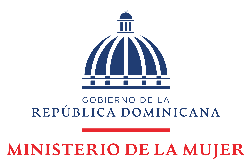 GOBIERNO DE LA
REPÚBLICA DOMINICANA
MINISTERIO DE LA MUJER